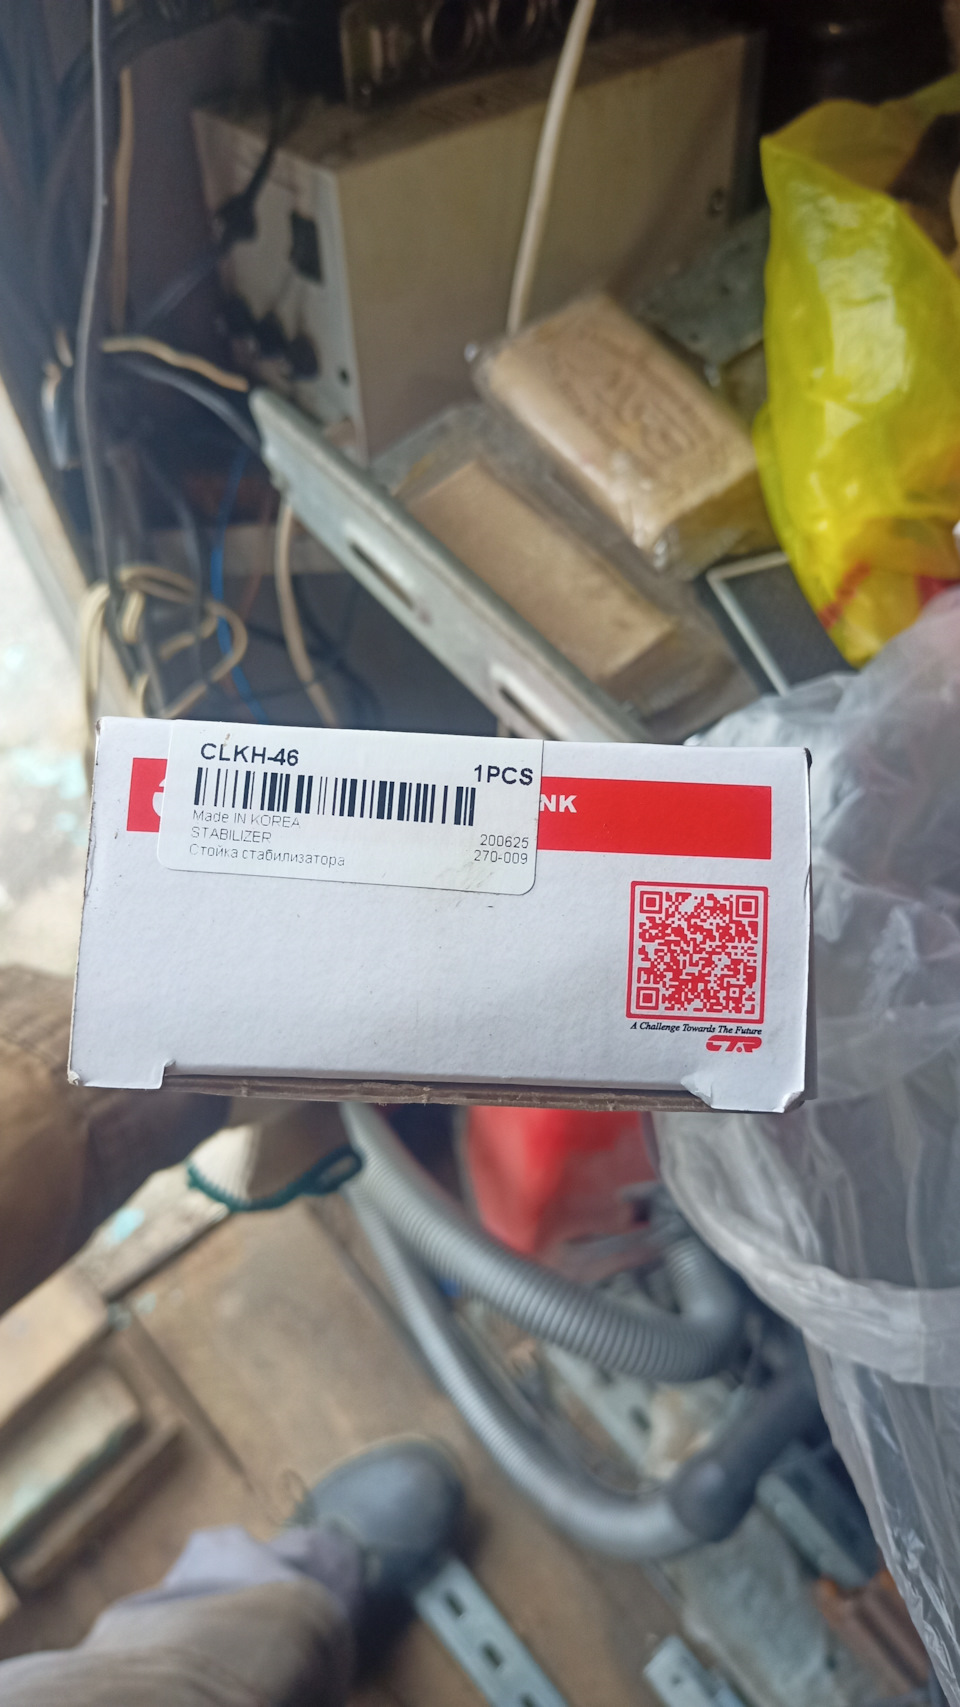 CLKH-46
1PCS
NK
Made IN KOREA
STABILIZER
200625
Стойка стабилизатора
270-009
A Challenge Towards The Future
CTR